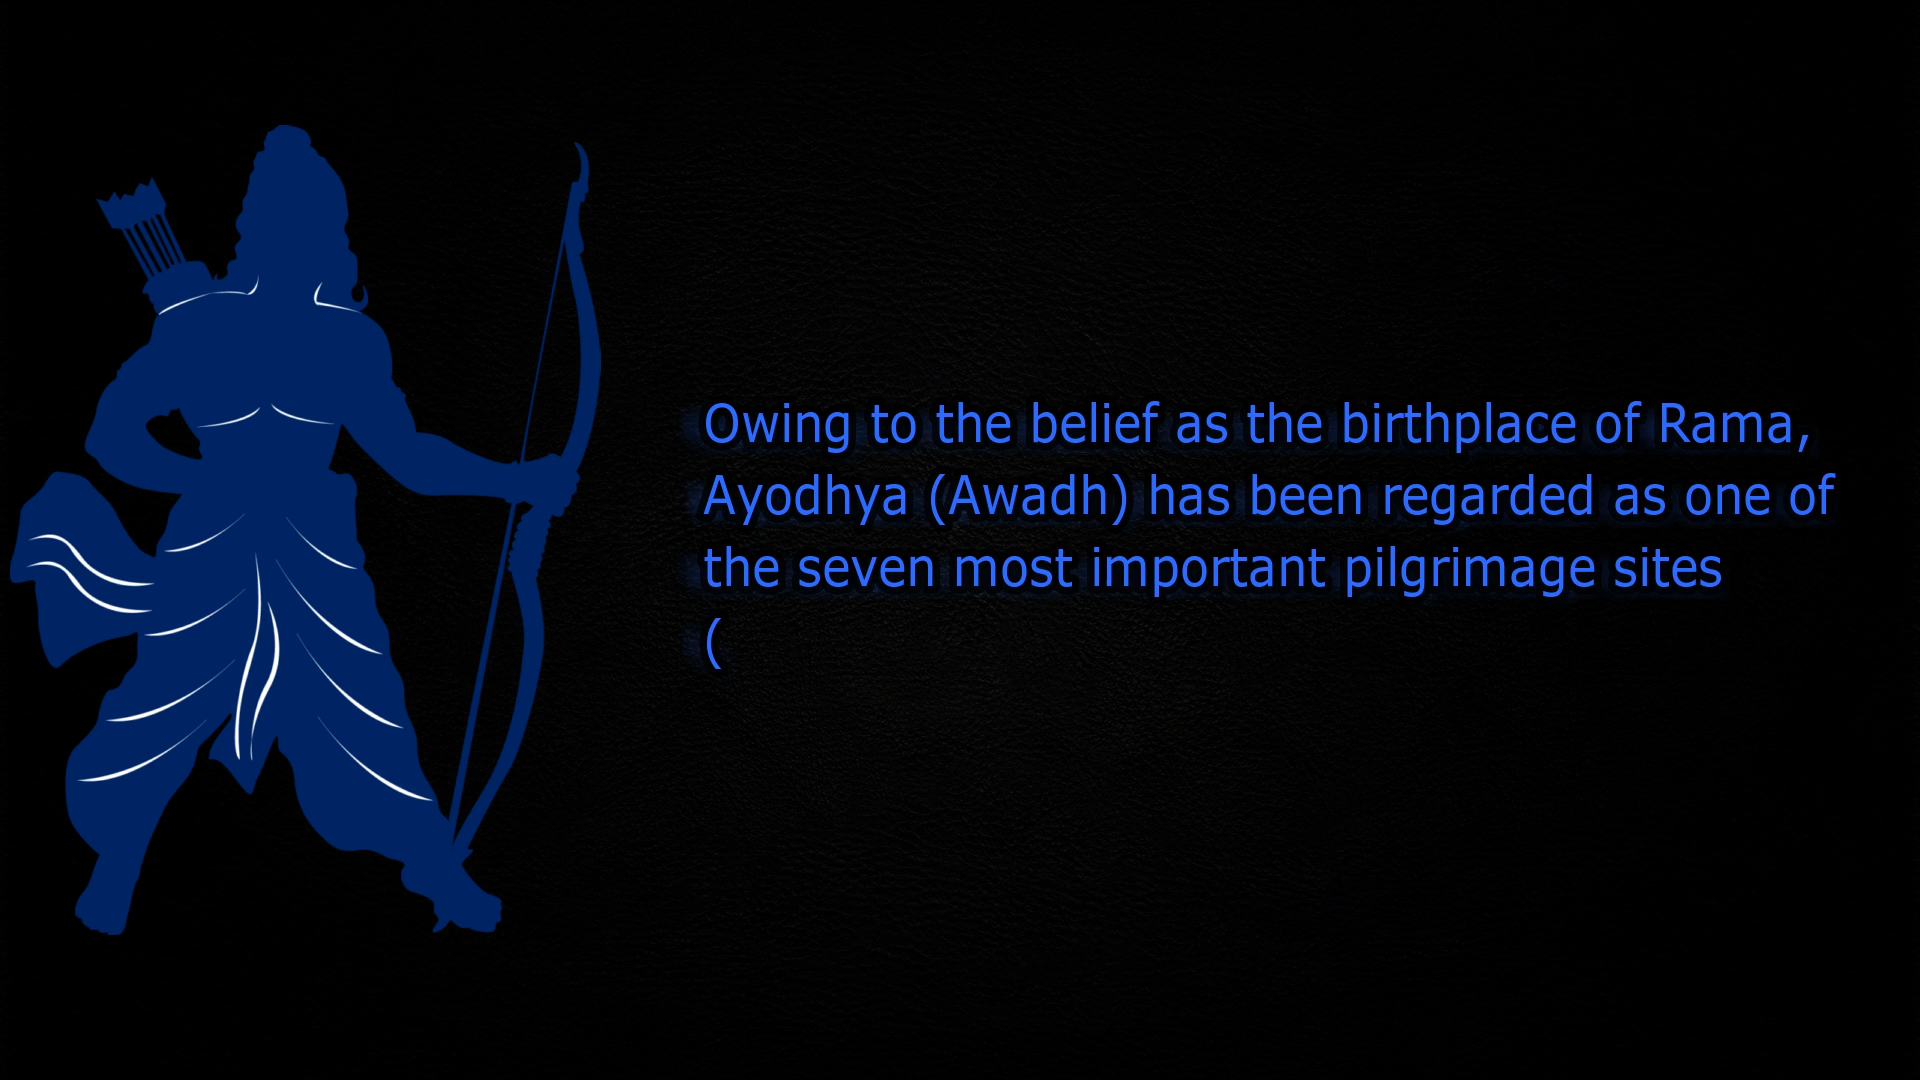 Owing to the belief as the birthplace of Rama,
Ayodhya (Awadh) has been regarded as one of
the seven most important pilgrimage sites
(